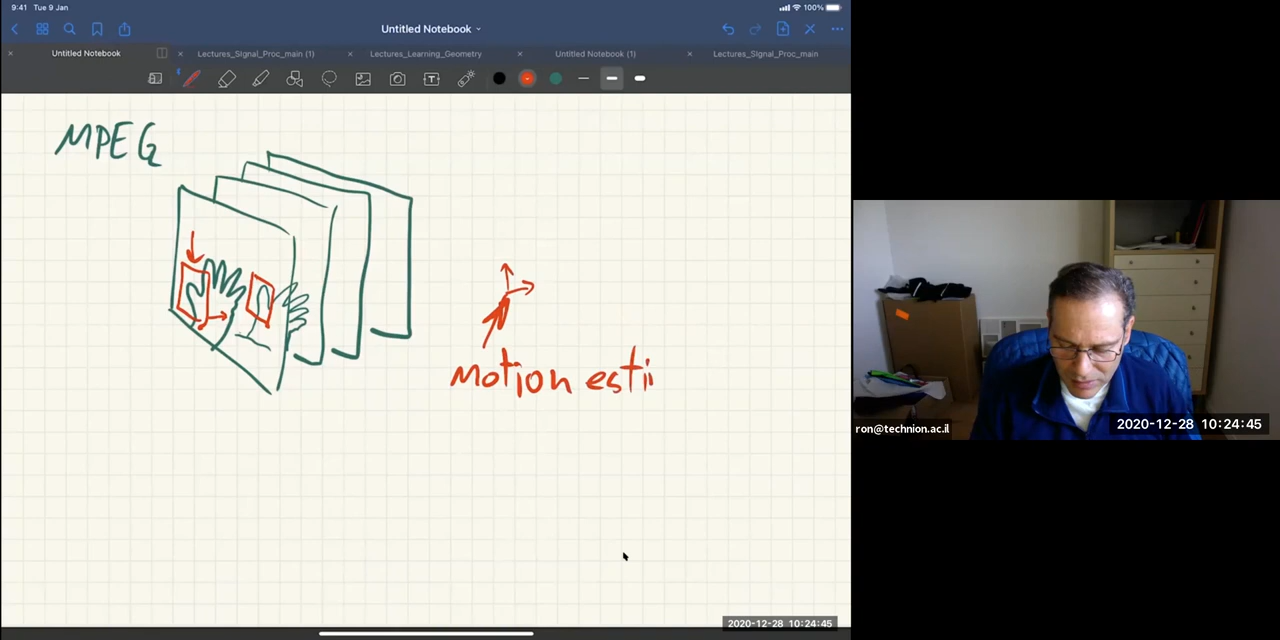 9:41 Tue 9 Jan
100%
Untitled Notebook
Untitled Notebook
Lectures_SIgnal_Proc_main (1)
Lectures_Learning_Geometry
Untitled Notebook (1)
Lectures_SIgnal_Proc_main
MPEG
Motion esti
ron@technion.ac.il
2020-12-28 10:24:45
2020-12-28 10:24:45